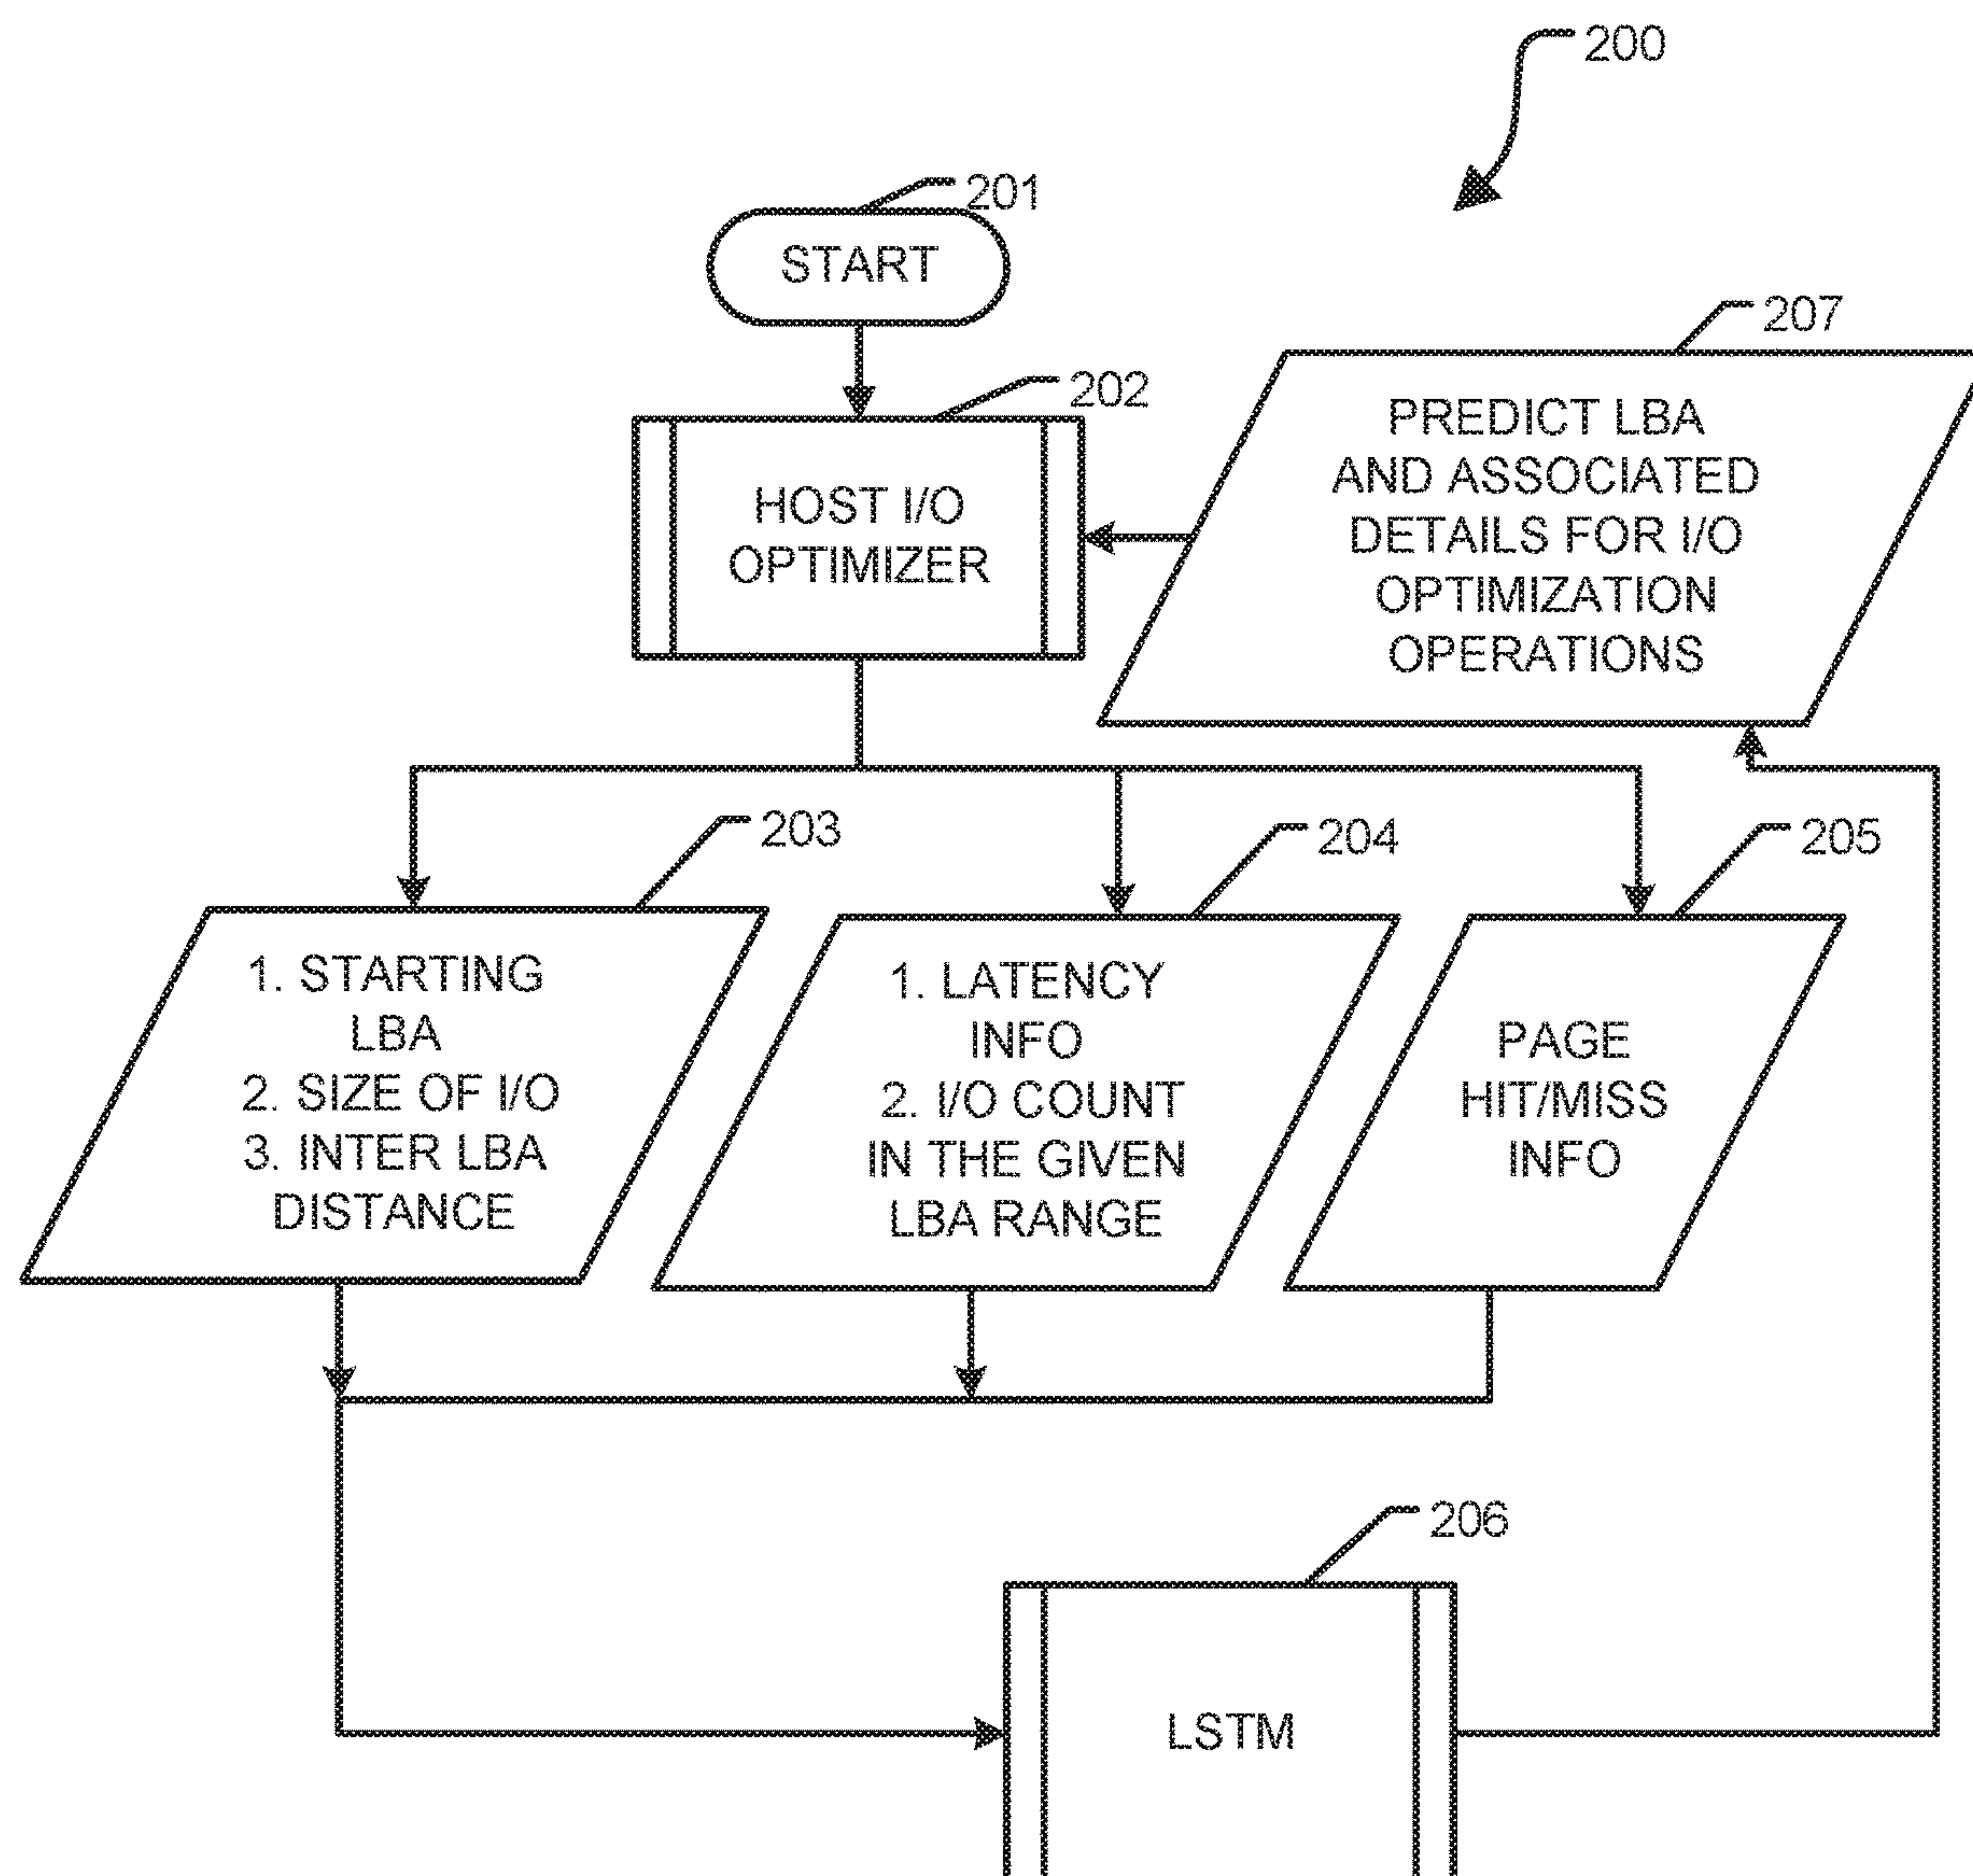 200
201
START
202
HOST I/O
OPTIMIZER
207
PREDICT LBA
AND ASSOCIATED
DETAILS FOR I/O
OPTIMIZATION
OPERATIONS
203
1. STARTING
LBA
2. SIZE OF I/O
3. INTER LBA
DISTANCE
204
1. LATENCY
INFO
2. I/O COUNT
IN THE GIVEN
LBA RANGE
205
PAGE
HIT/MISS
INFO
206
LSTM